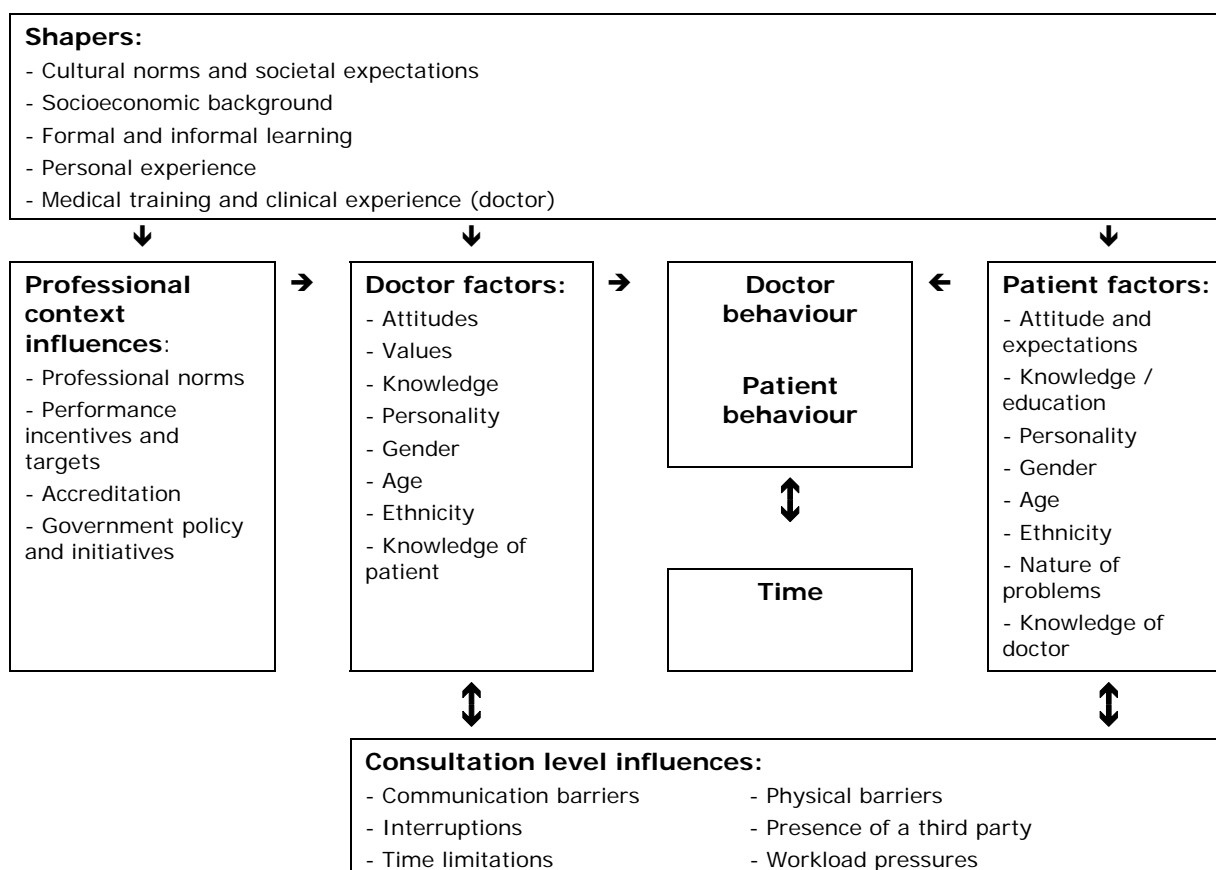 Shapers:
- Cultural norms and societal expectations
- Socioeconomic background
- Formal and informal learning
- Personal experience
- Medical training and clinical experience (doctor)
Professional
context
influences:
- Professional norms
- Performance
incentives and
targets
- Accreditation
- Government policy
and initiatives
Doctor factors:
- Attitudes
- Values
- Knowledge
- Personality
- Gender
- Age
- Ethnicity
- Knowledge of
patient
Doctor
behaviour
Patient
behaviour
Time
Patient factors:
- Attitude and
expectations
- Knowledge /
education
- Personality
- Gender
- Age
- Ethnicity
- Nature of
problems
- Knowledge of
doctor
Consultation level influences:
- Communication barriers
- Interruptions
- Time limitations
- Physical barriers
- Presence of a third party
- Workload pressures